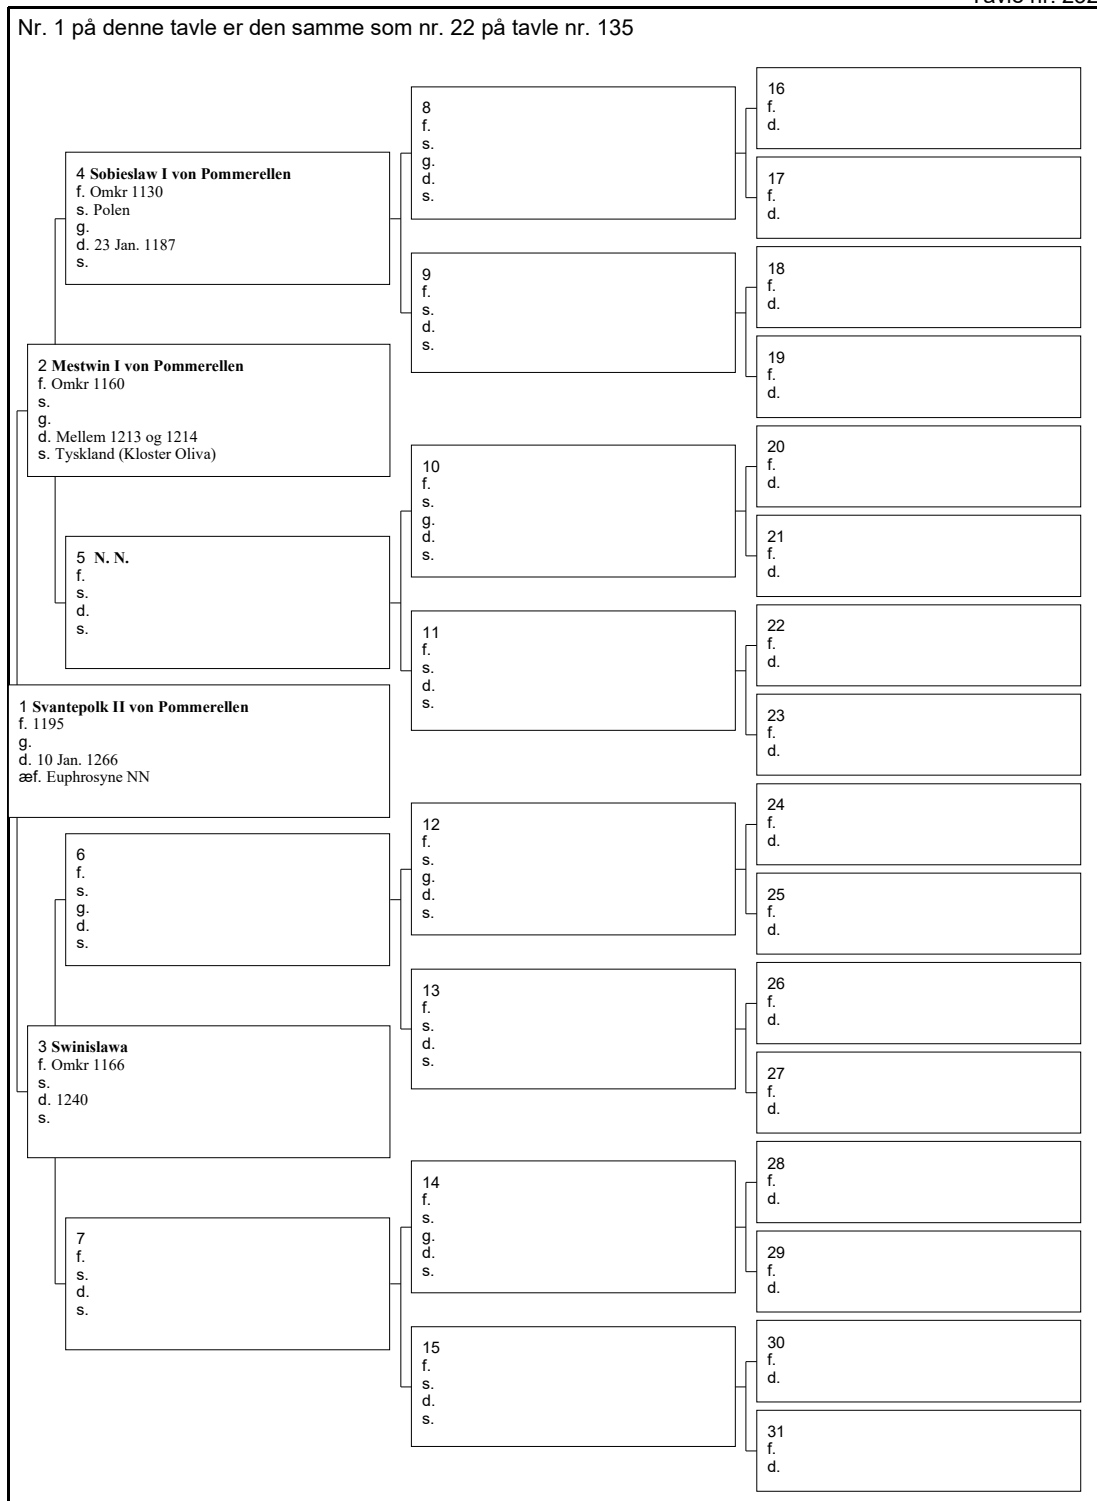 Nr. 1 på denne tavle er den samme som nr. 22 på tavle nr. 135
4 Sobieslaw I von Pommerellen
f. Omkr 1130
s. Polen
g.
d. 23 Jan. 1187
s.
2 Mestwin I von Pommerellen
f. Omkr 1160
s.
g.
d. Mellem 1213 og 1214
s. Tyskland (Kloster Oliva)
5 N. N.
f.
s.
d.
s.
1 Svantepolk II von Pommerellen
f. 1195
g.
d. 10 Jan. 1266
æf. Euphrosyne NN
6
f.
s.
g.
d.
s.
3 Swinislawa
f. Omkr 1166
s.
d. 1240
s.
7
f.
s.
d.
s.
8
f.
s.
g.
d.
s.
9
f.
s.
d.
s.
10
f.
s.
g.
d.
s.
11
f.
s.
d.
s.
12
f.
s.
g.
d.
s.
13
f.
s.
d.
s.
14
f.
s.
g.
d.
s.
15
f.
s.
d.
s.
16
f.
d.
17
f.
d.
18
f.
d.
19
f.
d.
20
f.
d.
21
f.
d.
22
f.
d.
23
f.
d.
24
f.
d.
25
f.
d.
26
f.
d.
27
f.
d.
28
f.
d.
29
f.
d.
30
f.
d.
31
f.
d.